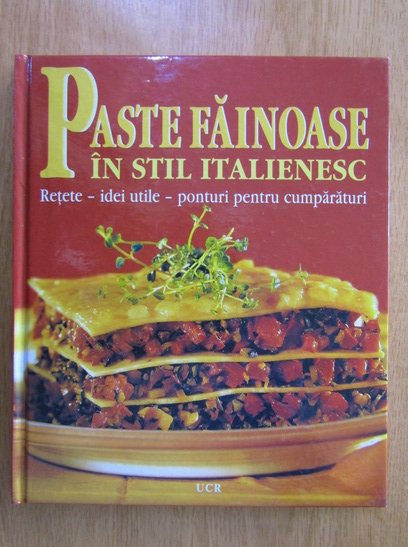 PASTE FĂINOASE
ÎN STIL ITALIENESC
Rețete – idei utile – ponturi pentru cumpărături
UCR